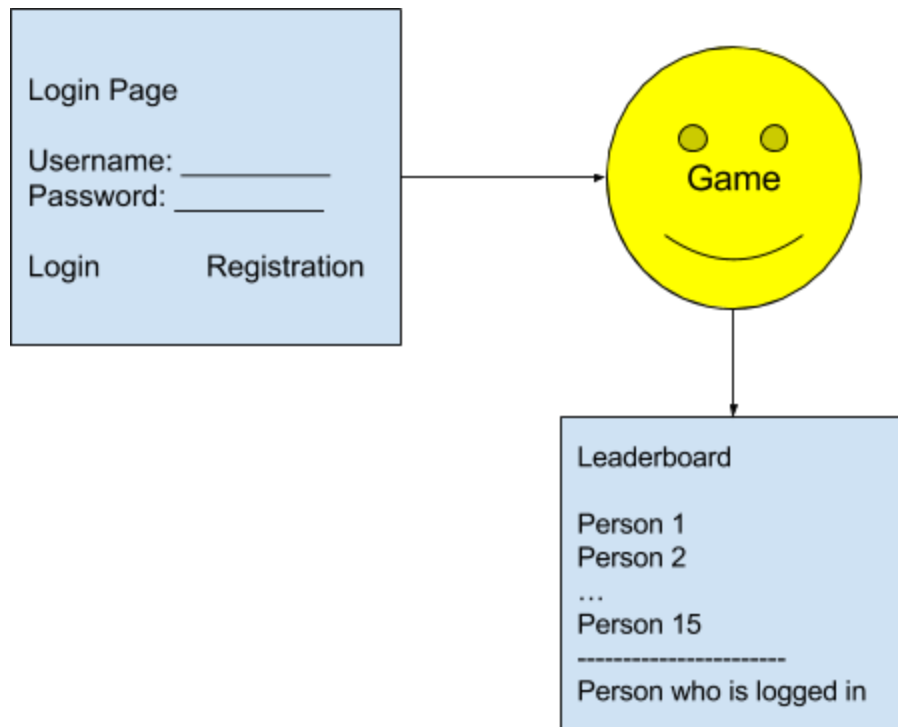 Login Page
Username: __________
Password: __________
Login Registration
Game
Leaderboard
Person 1
Person 2
...
Person 15
-----------------------
Person who is logged in